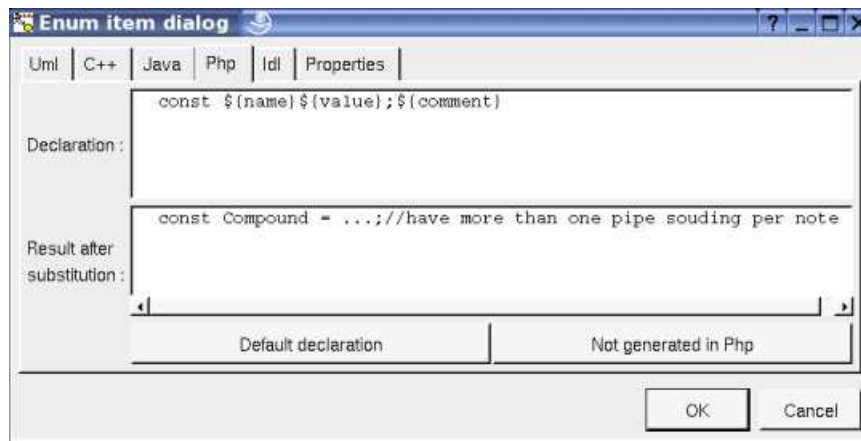 Enum item dialog
Uml C++ Java Php Idl Properties
Declaration :
const ${name}${value};${comment}
Result after
substitution :
const Compound = ...;//have more than one pipe souding per note
Default declaration Not generated in Php
OK Cancel